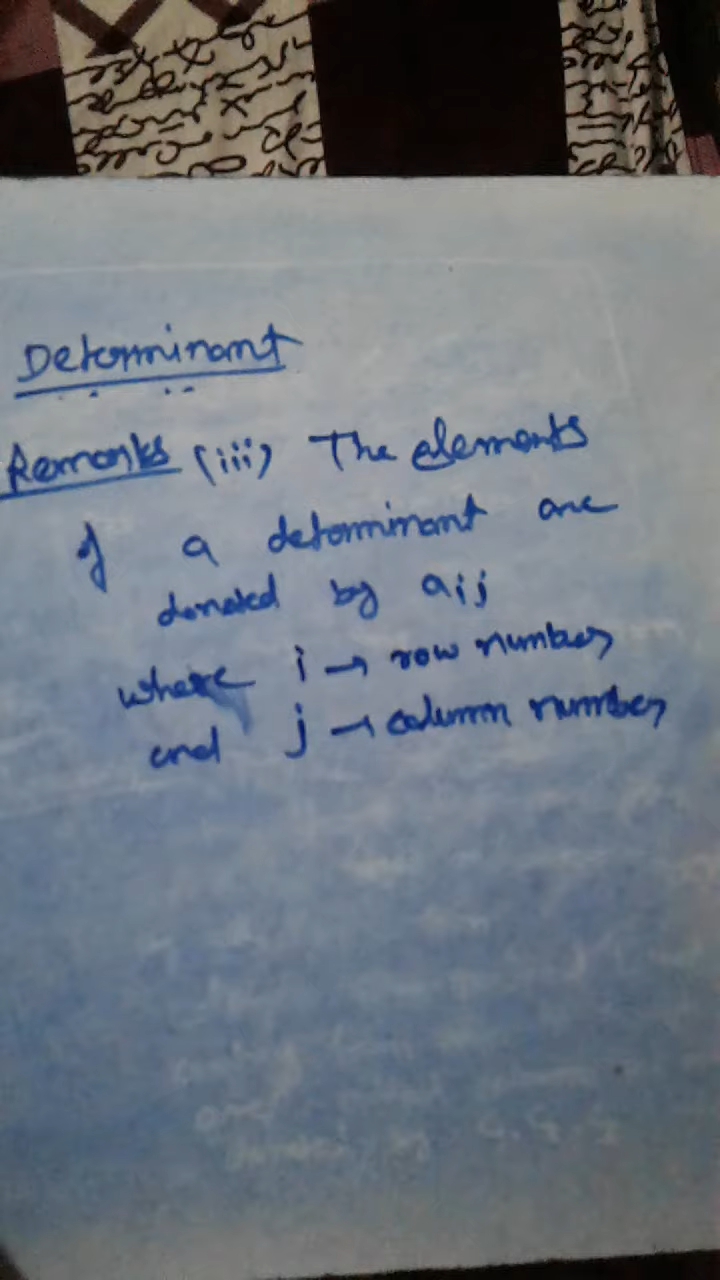 Determinant
Remarks (iii) The elements
of a determinant are
denoted by aij
where i → row number
and j → column number